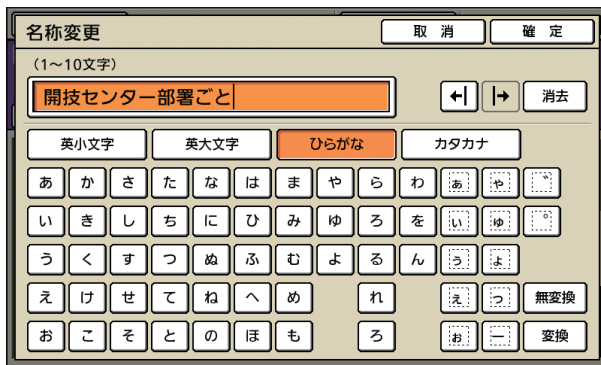 名称変更 取 消 確 定
(1~10文字)
開技センター部署ごと 消去
英小文字 英大文字 ひらがな カタカナ
あ か さ た な は ま や ら わ ぁ ゃ ゛
い き し ち に ひ み ゆ ろ を ぃ ゅ ゜
う く す つ ぬ ふ む よ る ん ぅ ょ
え け せ て ね へ め れ ぇ っ 無変換
お こ そ と の ほ も ろ ぉ ー 変換